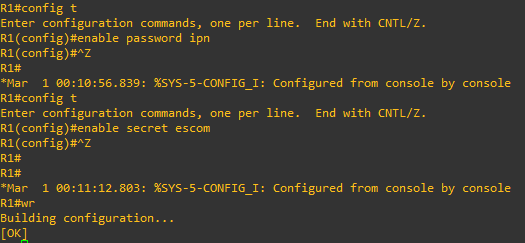 R1#config t
Enter configuration commands, one per line.  End with CNTL/Z.
R1(config)#enable password ipn
R1(config)#^Z
R1#
*Mar  1 00:10:56.839: %SYS-5-CONFIG_I: Configured from console by console
R1#config t
Enter configuration commands, one per line.  End with CNTL/Z.
R1(config)#enable secret escom
R1(config)#^Z
R1#
R1#
*Mar  1 00:11:12.803: %SYS-5-CONFIG_I: Configured from console by console
R1#wr
Building configuration...
[OK]